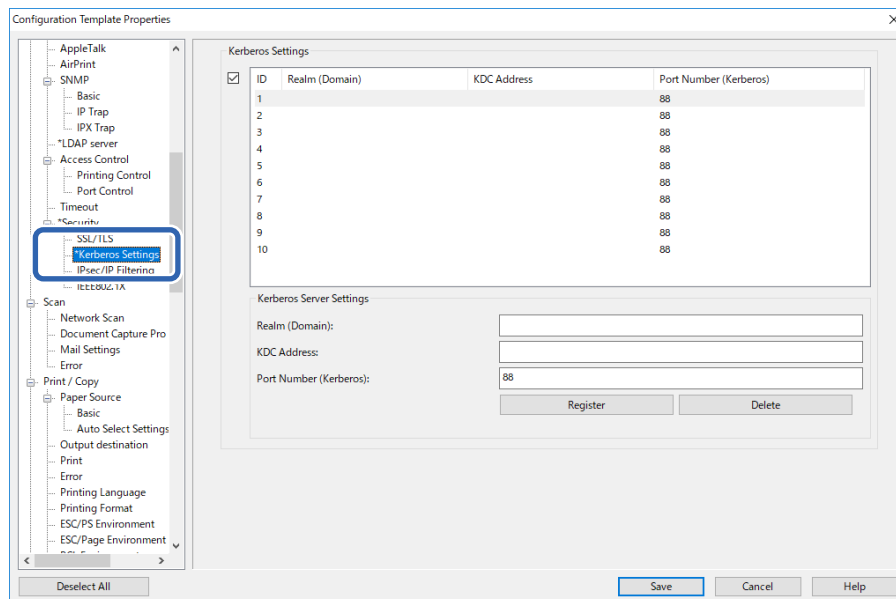 Configuration Template Properties
AppleTalk
AirPrint
SNMP
Basic
IP Trap
IPX Trap
*LDAP server
Access Control
Printing Control
Port Control
Timeout
*Security
SSL/TLS
*Kerberos Settings
IPsec/IP Filtering
IEEE802.1X
Scan
Network Scan
Document Capture Pro
Mail Settings
Error
Print / Copy
Paper Source
Basic
Auto Select Settings
Output destination
Print
Error
Printing Language
Printing Format
ESC/PS Environment
ESC/Page Environment
Kerberos Settings
ID Realm (Domain) KDC Address Port Number (Kerberos)
1 88
2 88
3 88
4 88
5 88
6 88
7 88
8 88
9 88
10 88
Kerberos Server Settings
Realm (Domain):
KDC Address:
Port Number (Kerberos): 88
Register Delete
Deselect All Save Cancel Help